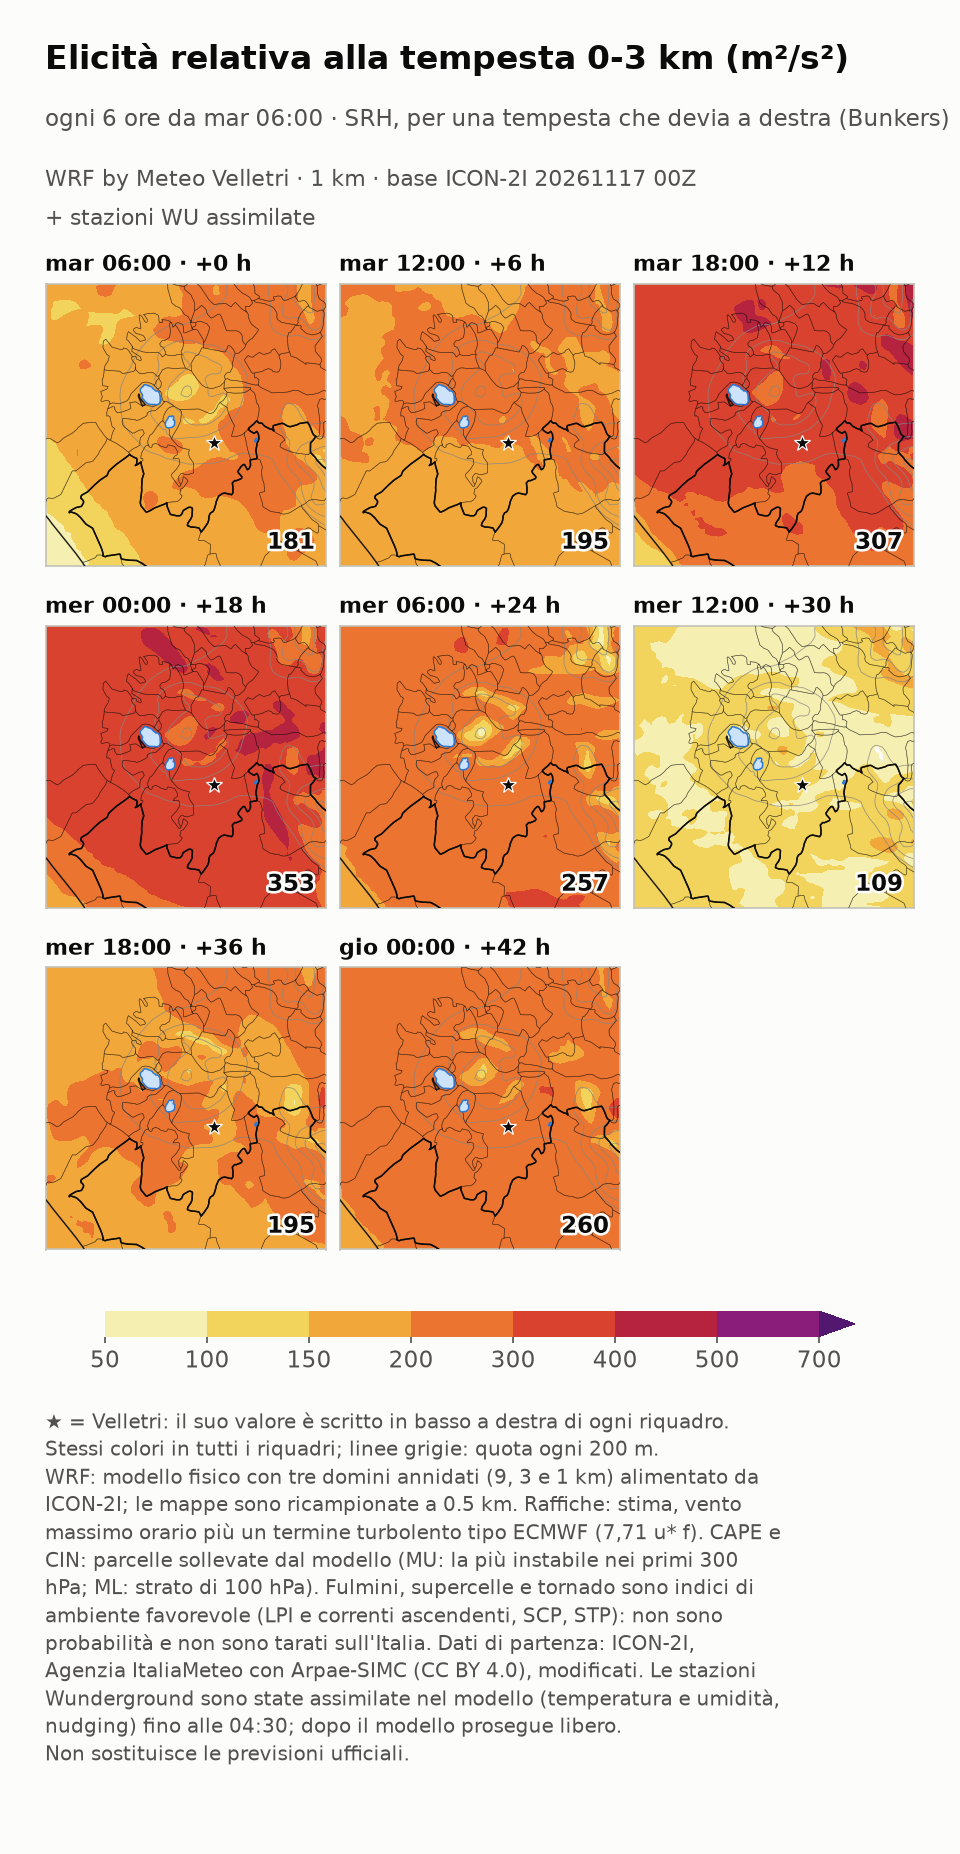 Elicità relativa alla tempesta 0-3 km (m²/s²)
ogni 6 ore da mar 06:00 · SRH, per una tempesta che devia a destra (Bunkers)
WRF by Meteo Velletri · 1 km · base ICON-2I 20261117 00Z
+ stazioni WU assimilate
mar 06:00 · +0 h
mar 12:00 · +6 h
mar 18:00 · +12 h
181
195
307
mer 00:00 · +18 h
mer 06:00 · +24 h
mer 12:00 · +30 h
353
257
109
mer 18:00 · +36 h
gio 00:00 · +42 h
195
260
50 100 150 200 300 400 500 700
★ = Velletri: il suo valore è scritto in basso a destra di ogni riquadro.
Stessi colori in tutti i riquadri; linee grigie: quota ogni 200 m.
WRF: modello fisico con tre domini annidati (9, 3 e 1 km) alimentato da
ICON-2I; le mappe sono ricampionate a 0.5 km. Raffiche: stima, vento
massimo orario più un termine turbolento tipo ECMWF (7,71 u* f). CAPE e
CIN: parcelle sollevate dal modello (MU: la più instabile nei primi 300
hPa; ML: strato di 100 hPa). Fulmini, supercelle e tornado sono indici di
ambiente favorevole (LPI e correnti ascendenti, SCP, STP): non sono
probabilità e non sono tarati sull'Italia. Dati di partenza: ICON-2I,
Agenzia ItaliaMeteo con Arpae-SIMC (CC BY 4.0), modificati. Le stazioni
Wunderground sono state assimilate nel modello (temperatura e umidità,
nudging) fino alle 04:30; dopo il modello prosegue libero.
Non sostituisce le previsioni ufficiali.